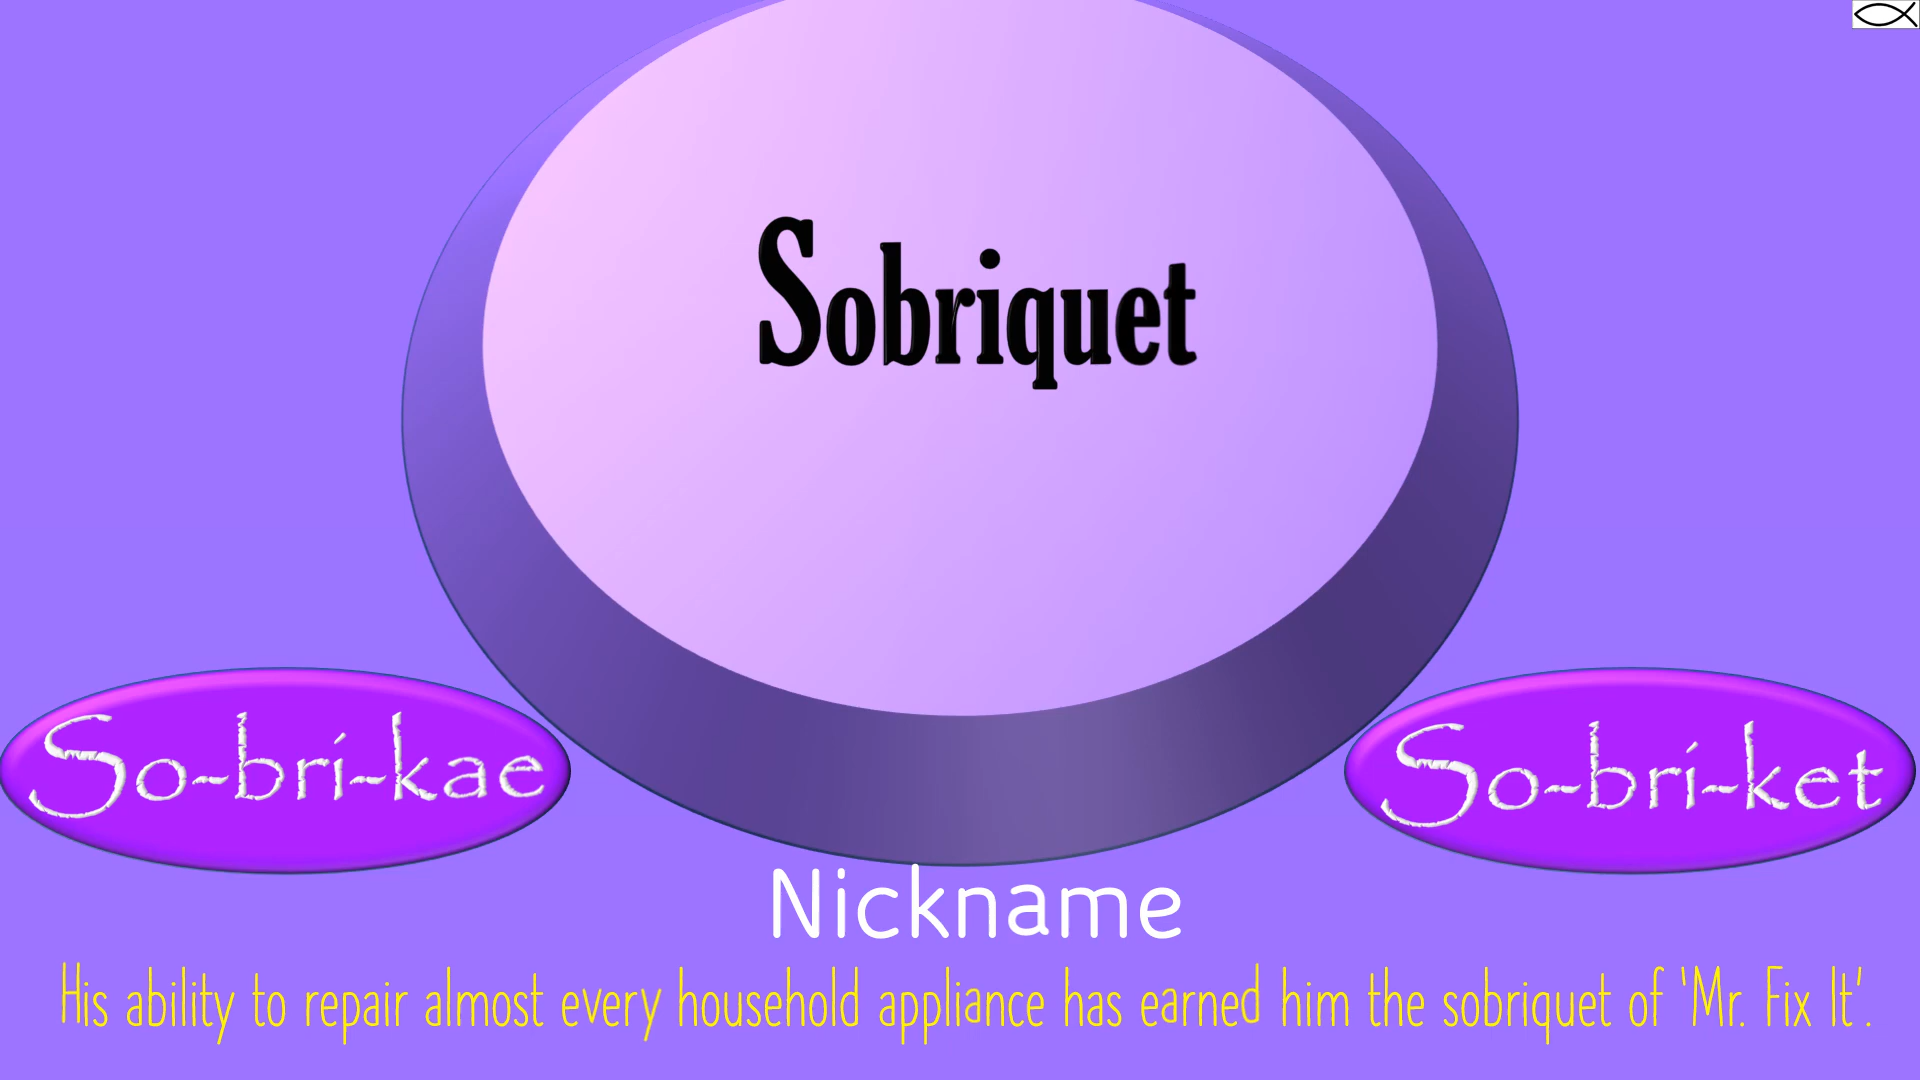 Sobriquet
So-bri-kae
So-bri-ket
Nickname
His ability to repair almost every household appliance has earned him the sobriquet of ‘Mr. Fix It’.